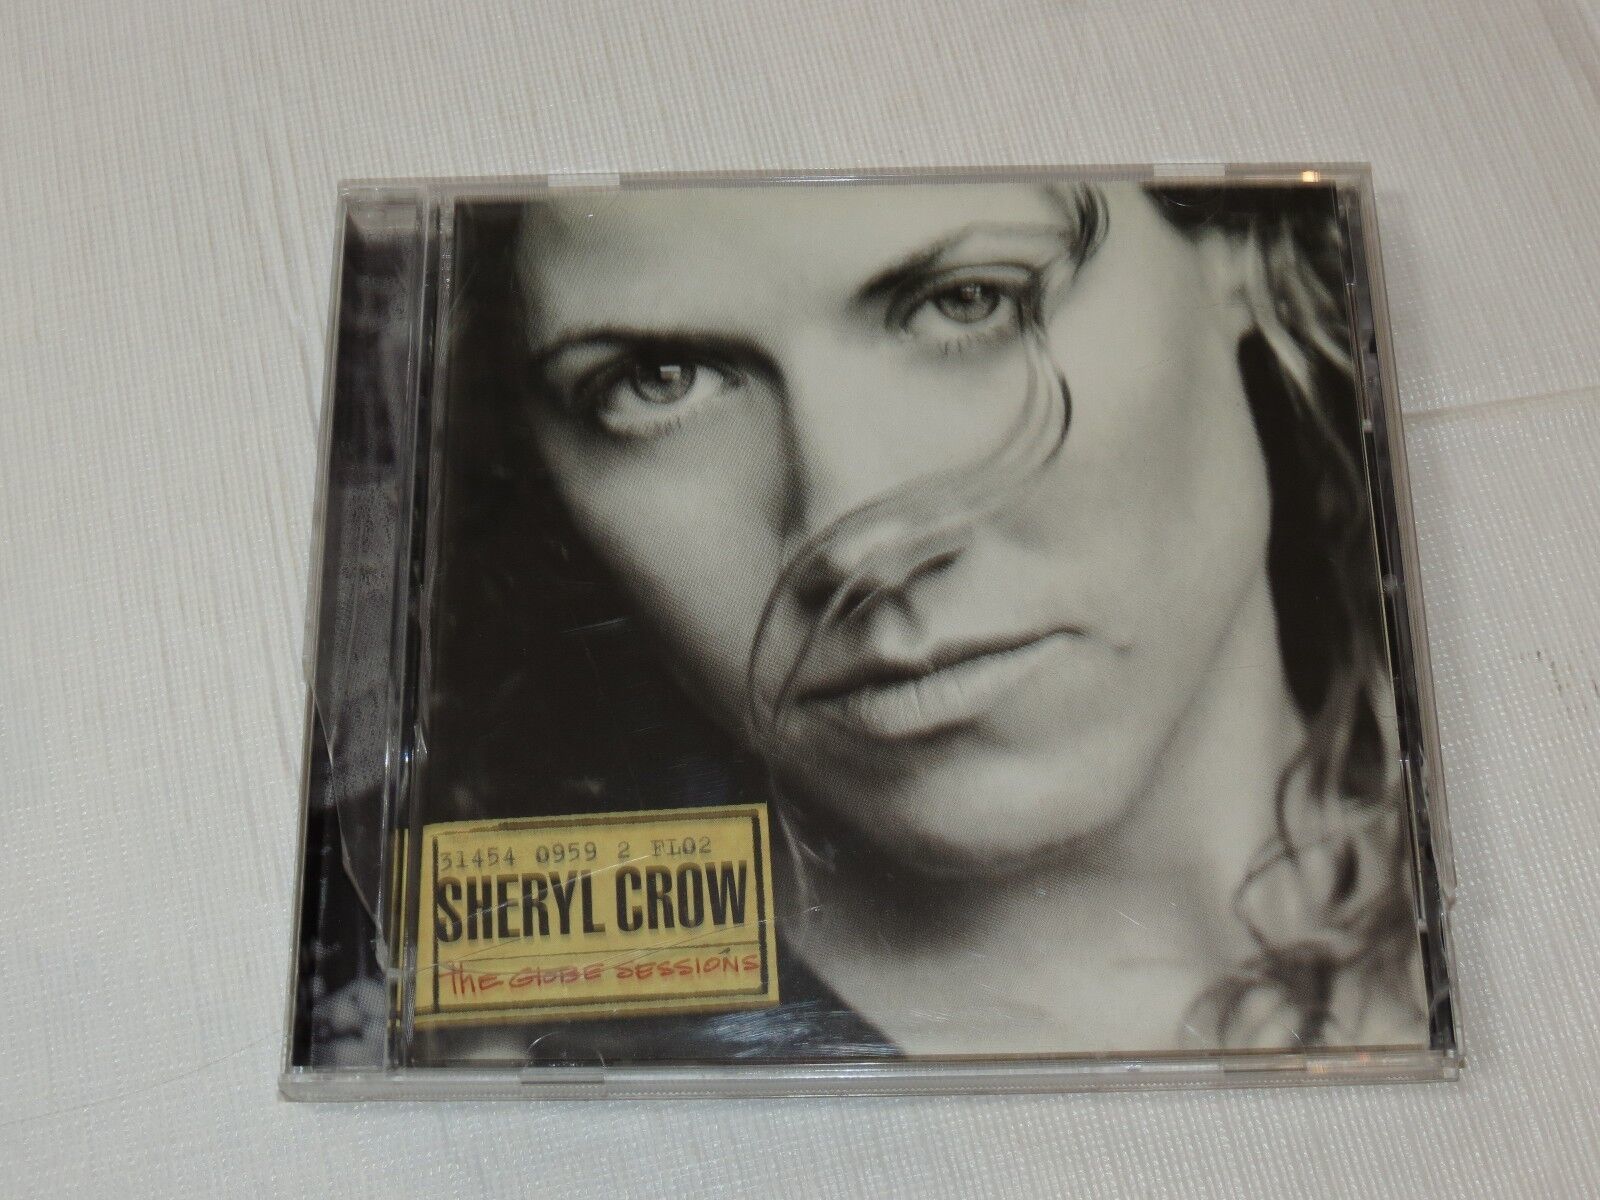 31454 0959 2 FL02
SHERYL CROW
THE GLOBE SESSIONS